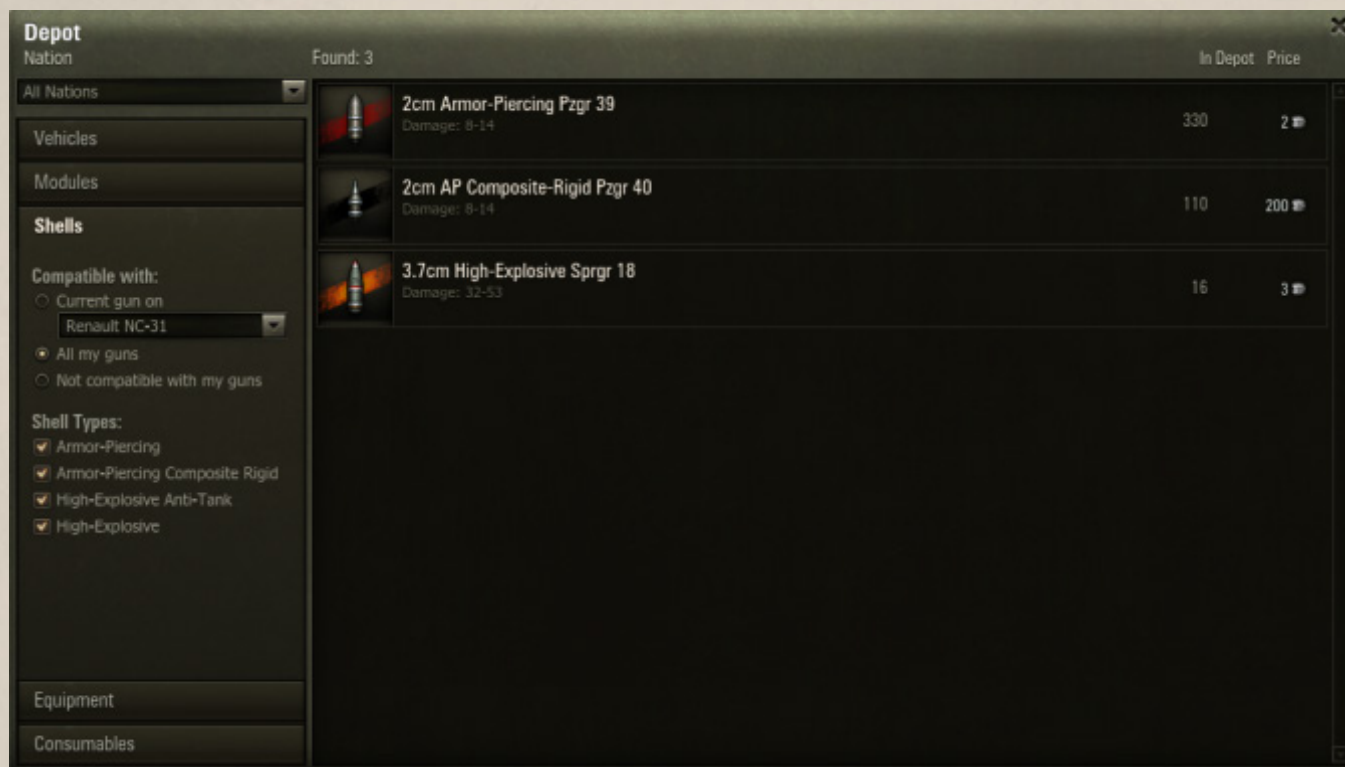 Depot
Nation
Found: 3
In Depot Price
All Nations
Vehicles
Modules
Shells
Compatible with:
Current gun on
Renault NC-31
All my guns
Not compatible with my guns
Shell Types:
Armor-Piercing
Armor-Piercing Composite Rigid
High-Explosive Anti-Tank
High-Explosive
Equipment
Consumables
2cm Armor-Piercing Pzgr 39
Damage: 8-14
330 2
2cm AP Composite-Rigid Pzgr 40
Damage: 8-14
110 200
3.7cm High-Explosive Sprgr 18
Damage: 32-53
16 3